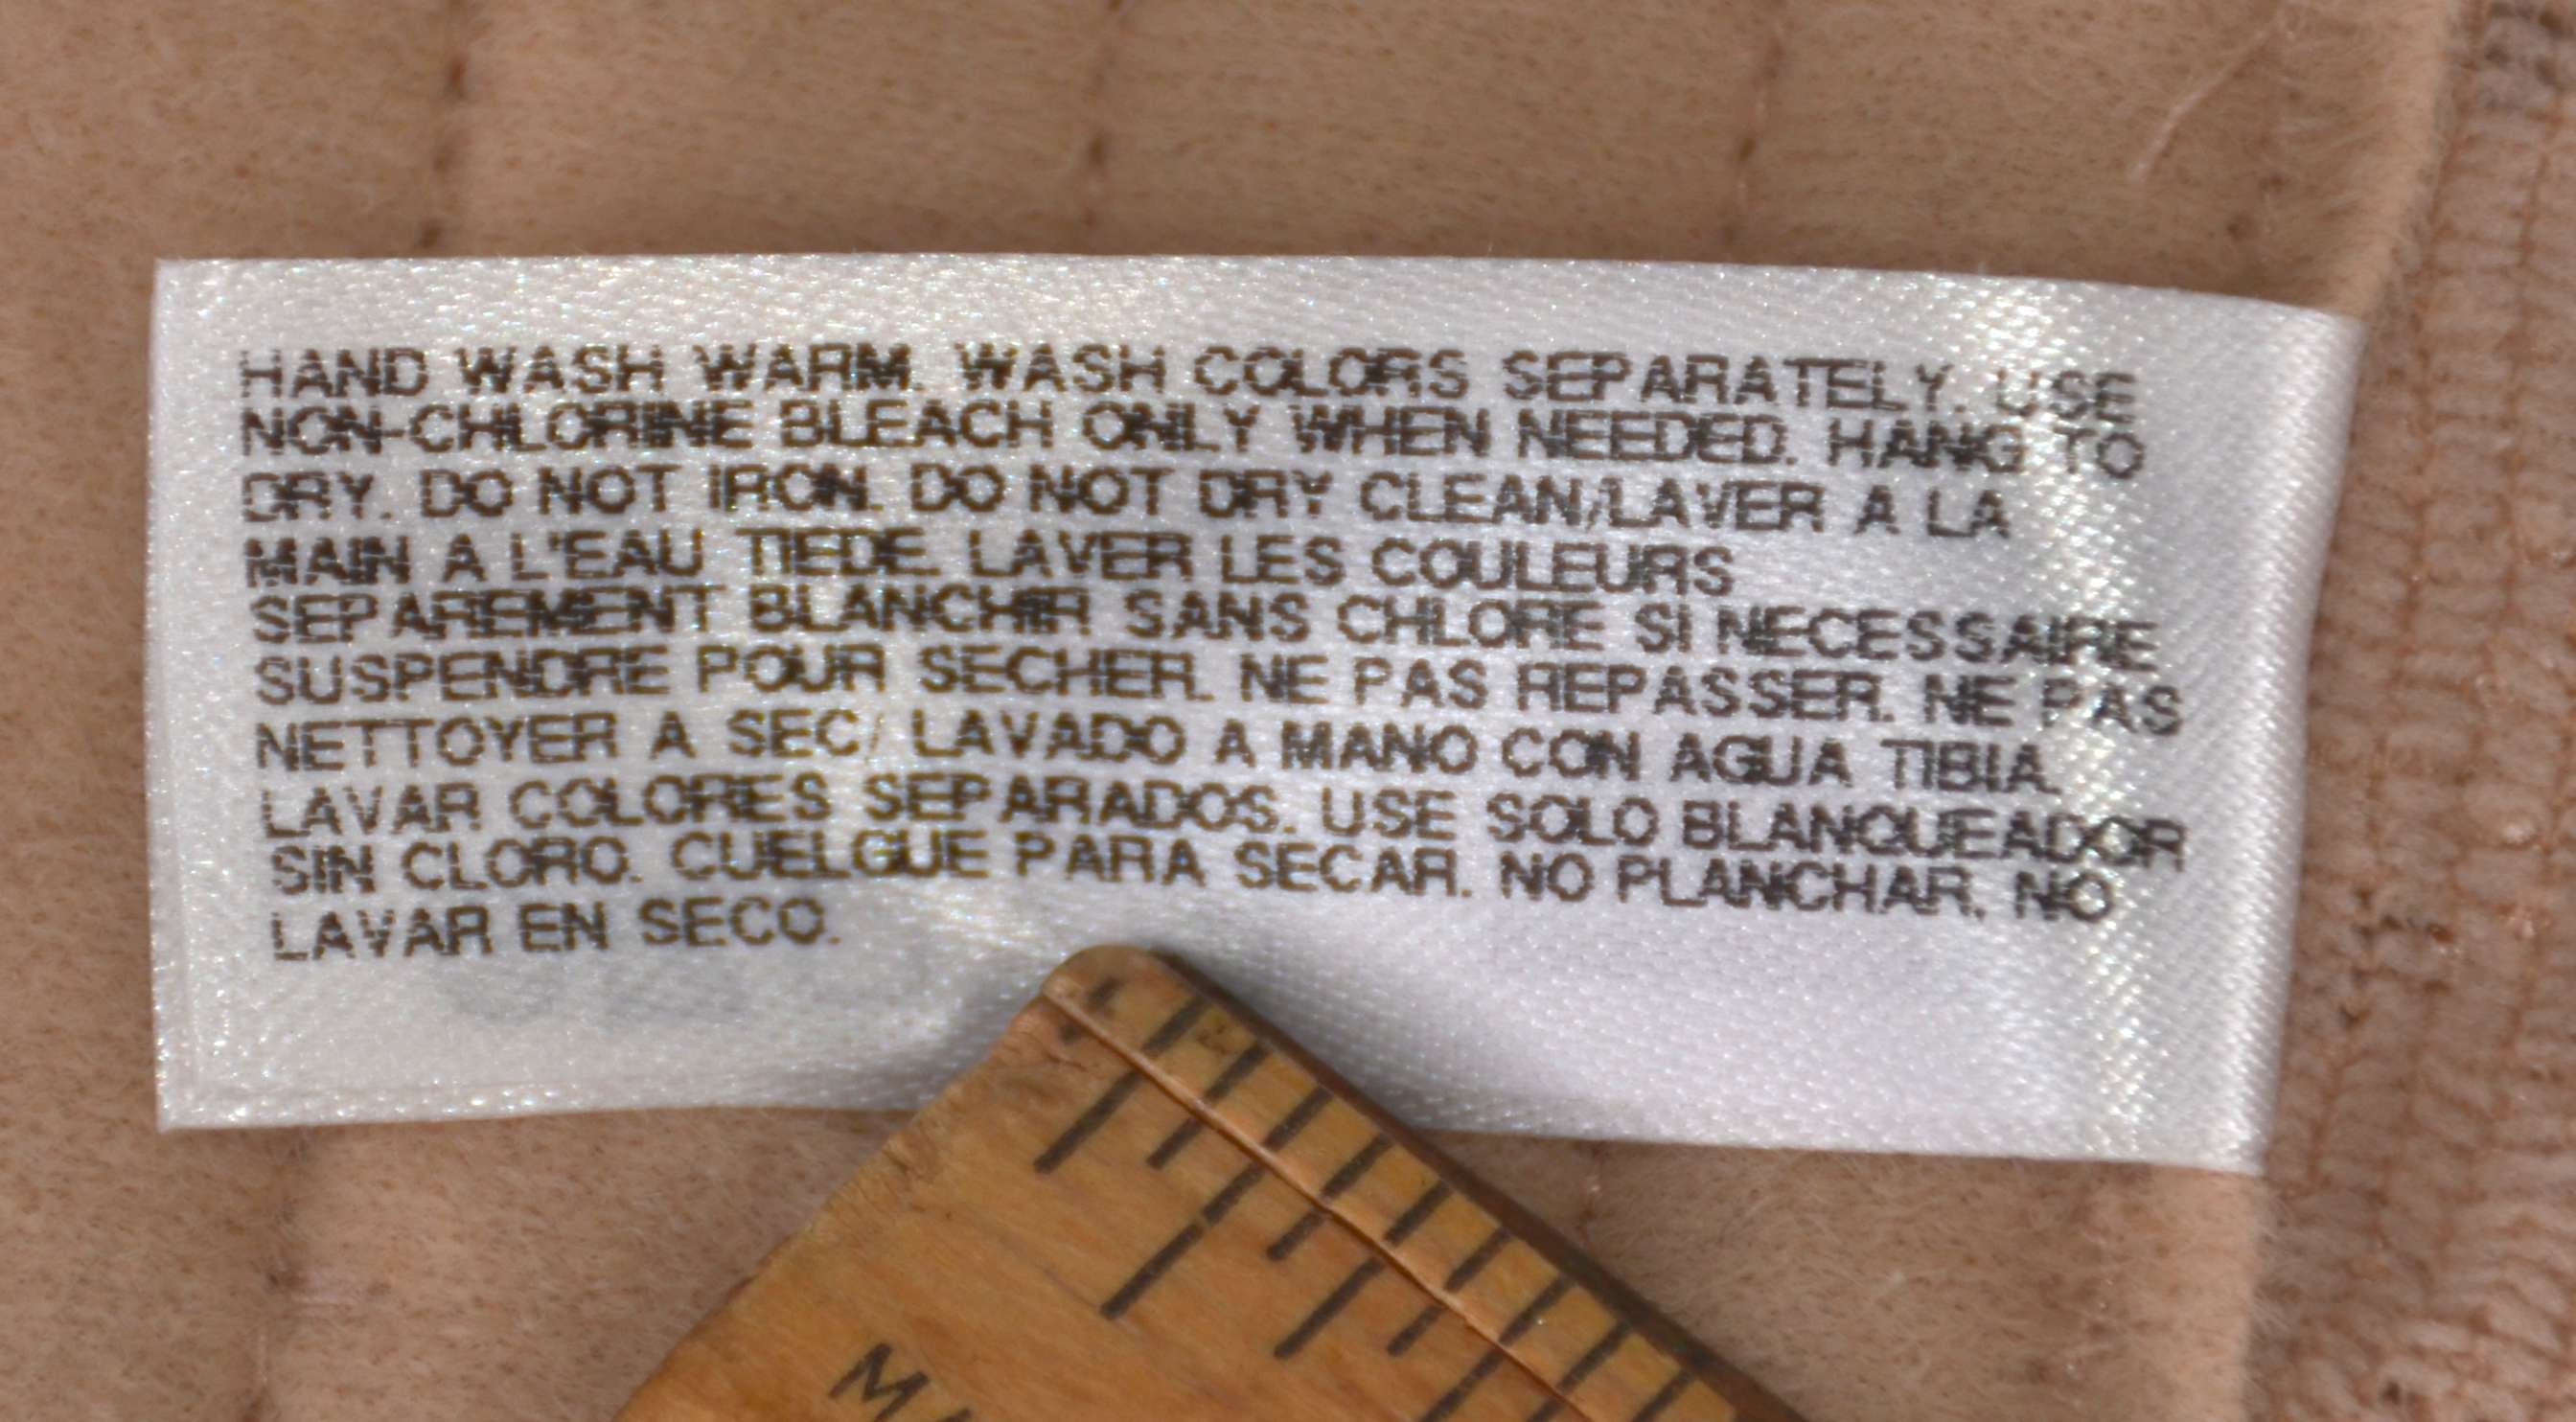 HAND WASH WARM. WASH COLORS SEPARATELY. USE
NON-CHLORINE BLEACH ONLY WHEN NEEDED. HANG TO
DRY. DO NOT IRON. DO NOT DRY CLEAN/LAVER A LA
MAIN A L'EAU TIEDE. LAVER LES COULEURS
SEPAREMENT BLANCHIR SANS CHLORE SI NECESSAIRE
SUSPENDRE POUR SECHER. NE PAS REPASSER. NE PAS
NETTOYER A SEC/ LAVADO A MANO CON AGUA TIBIA.
LAVAR COLORES SEPARADOS. USE SOLO BLANQUEADOR
SIN CLORO. CUELGUE PARA SECAR. NO PLANCHAR. NO
LAVAR EN SECO.